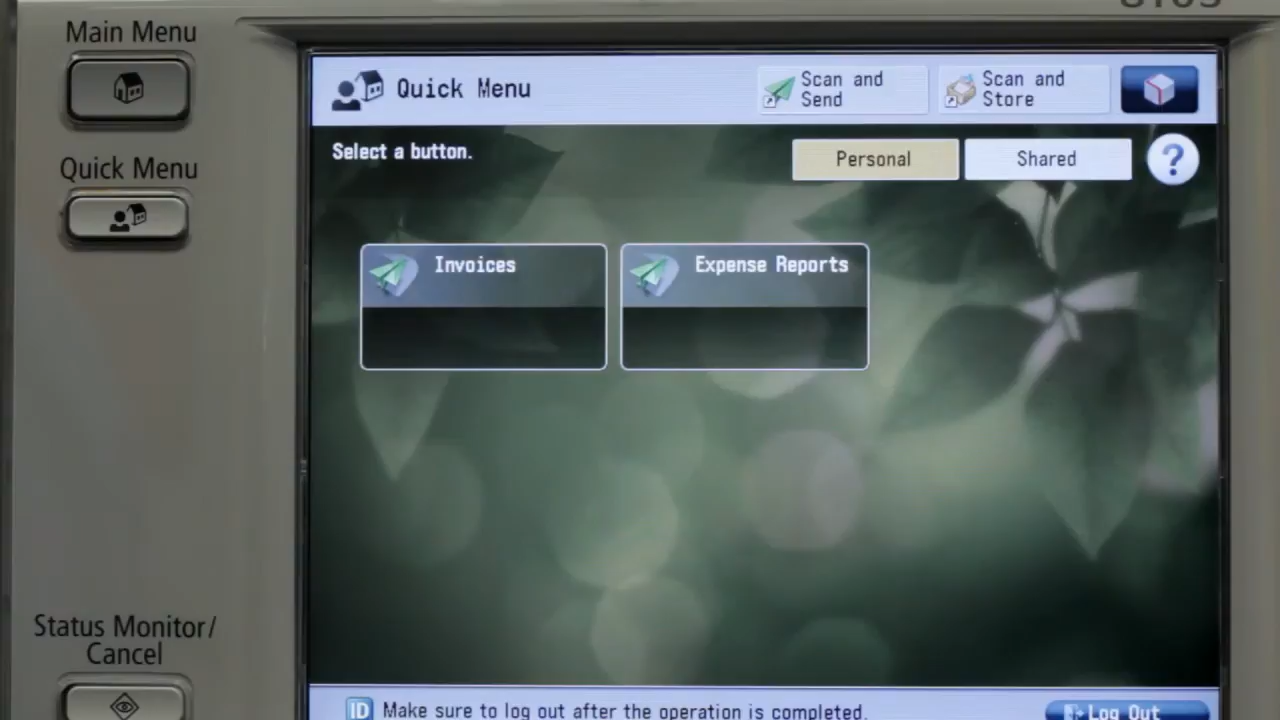 Main Menu
Quick Menu
Status Monitor/
Cancel
Quick Menu
Scan and
Send
Scan and
Store
Select a button.
Personal
Shared
?
Invoices
Expense Reports
ID
Make sure to log out after the operation is completed.
Log Out